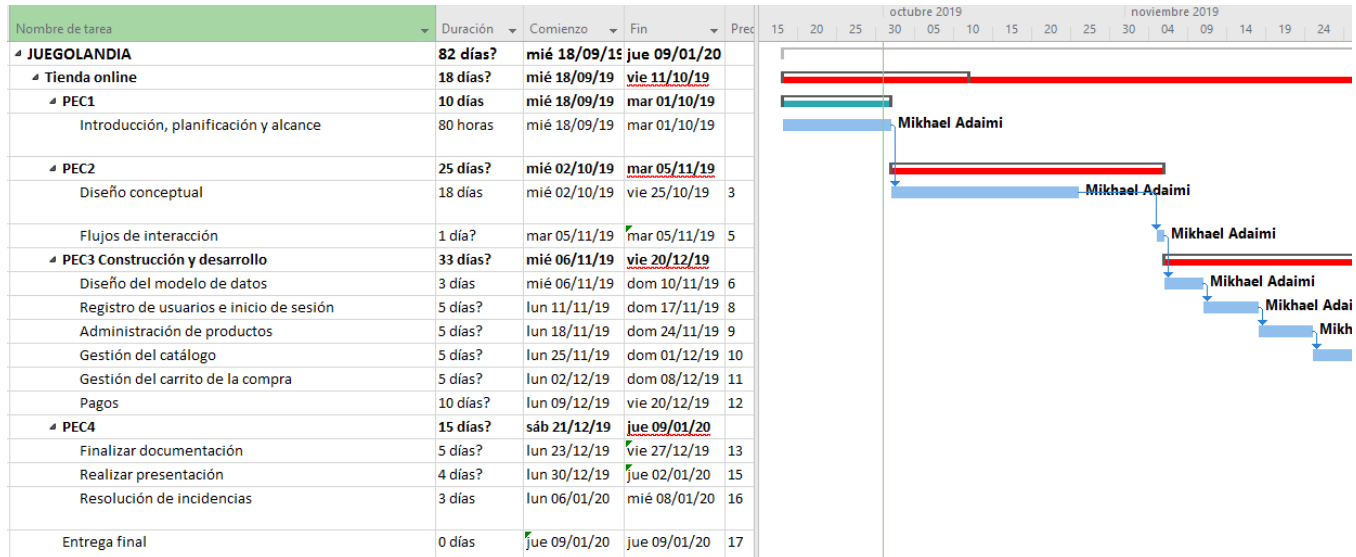 octubre 2019 noviembre 2019
Nombre de tarea Duración Comienzo Fin Pred 15 20 25 30 05 10 15 20 25 30 04 09 14 19 24
JUEGOLANDIA 82 días? mié 18/09/19 jue 09/01/20
Tienda online 18 días? mié 18/09/19 vie 11/10/19
PEC1 10 días mié 18/09/19 mar 01/10/19
Introducción, planificación y alcance 80 horas mié 18/09/19 mar 01/10/19 Mikhael Adaimi
PEC2 25 días? mié 02/10/19 mar 05/11/19
Diseño conceptual 18 días mié 02/10/19 vie 25/10/19 3 Mikhael Adaimi
Flujos de interacción 1 día? mar 05/11/19 mar 05/11/19 5 Mikhael Adaimi
PEC3 Construcción y desarrollo 33 días? mié 06/11/19 vie 20/12/19
Diseño del modelo de datos 3 días mié 06/11/19 dom 10/11/19 6 Mikhael Adaimi
Registro de usuarios e inicio de sesión 5 días? lun 11/11/19 dom 17/11/19 8 Mikhael Adai
Administración de productos 5 días? lun 18/11/19 dom 24/11/19 9 Mikh
Gestión del catálogo 5 días? lun 25/11/19 dom 01/12/19 10
Gestión del carrito de la compra 5 días? lun 02/12/19 dom 08/12/19 11
Pagos 10 días? lun 09/12/19 vie 20/12/19 12
PEC4 15 días? sáb 21/12/19 jue 09/01/20
Finalizar documentación 5 días? lun 23/12/19 vie 27/12/19 13
Realizar presentación 4 días? lun 30/12/19 jue 02/01/20 15
Resolución de incidencias 3 días lun 06/01/20 mié 08/01/20 16
Entrega final 0 días jue 09/01/20 jue 09/01/20 17